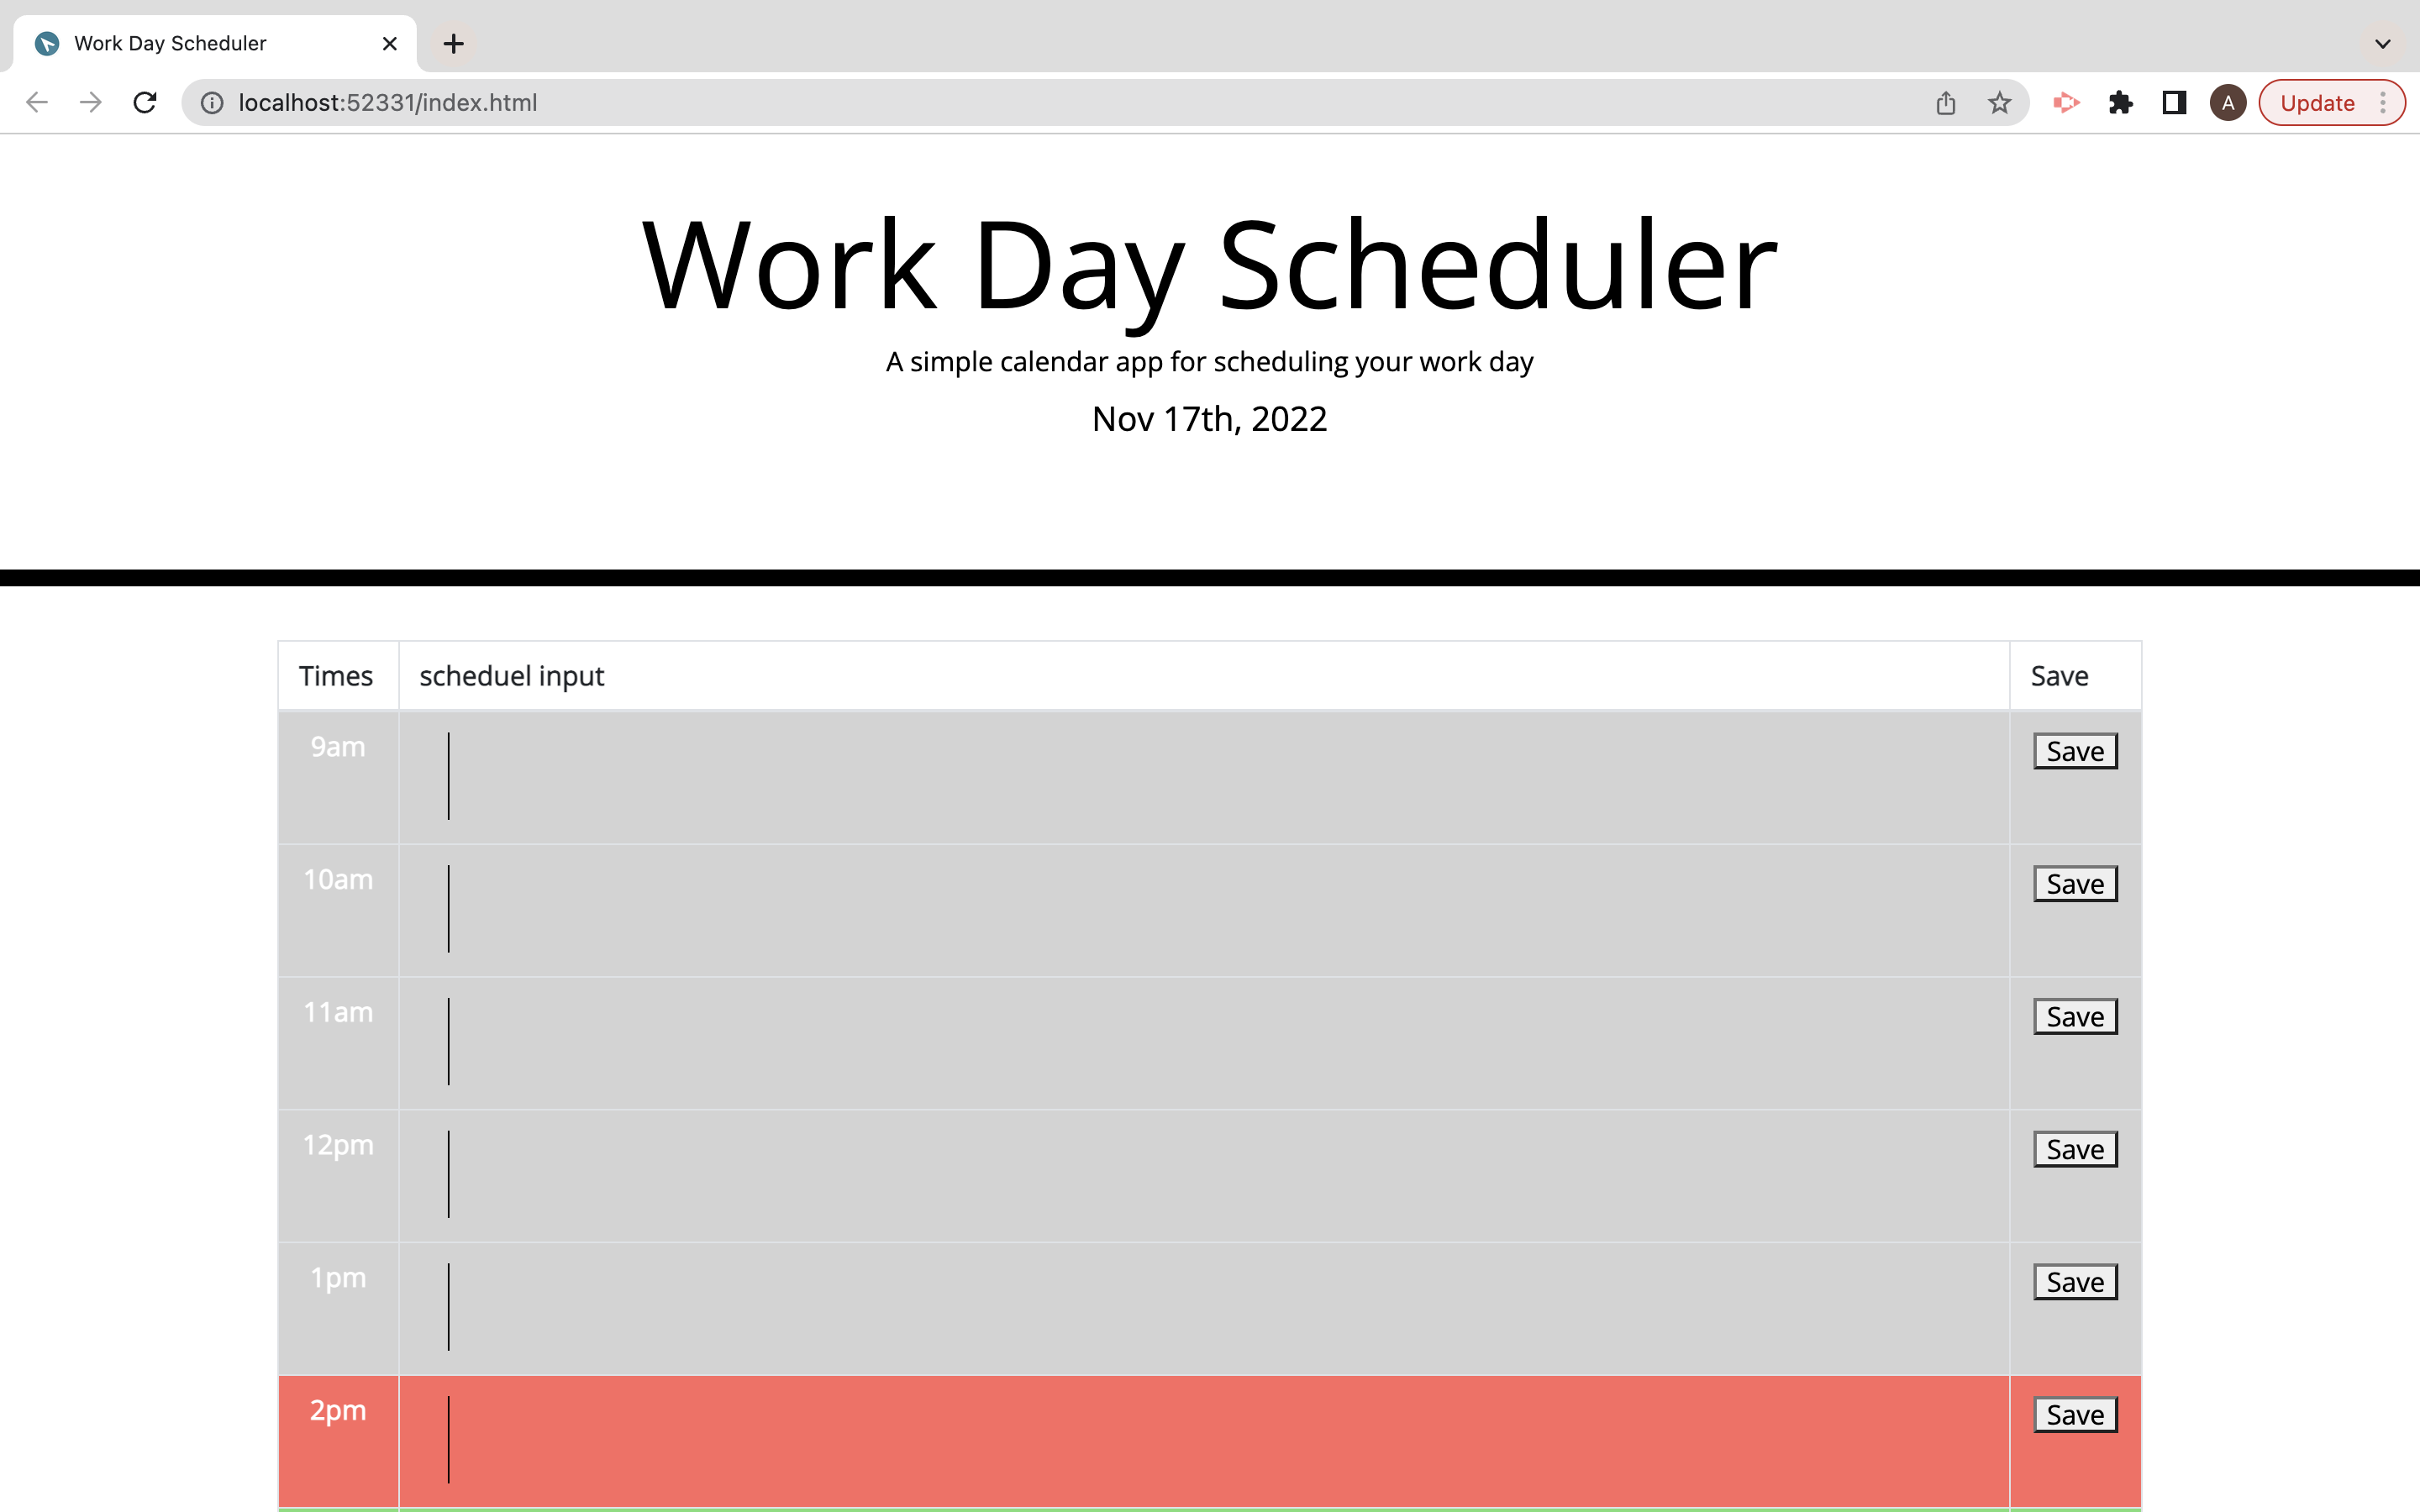 Work Day Scheduler
localhost:52331/index.html
A
Update
Work Day Scheduler
A simple calendar app for scheduling your work day
Nov 17th, 2022
Times scheduel input Save
9am Save
10am Save
11am Save
12pm Save
1pm Save
2pm Save